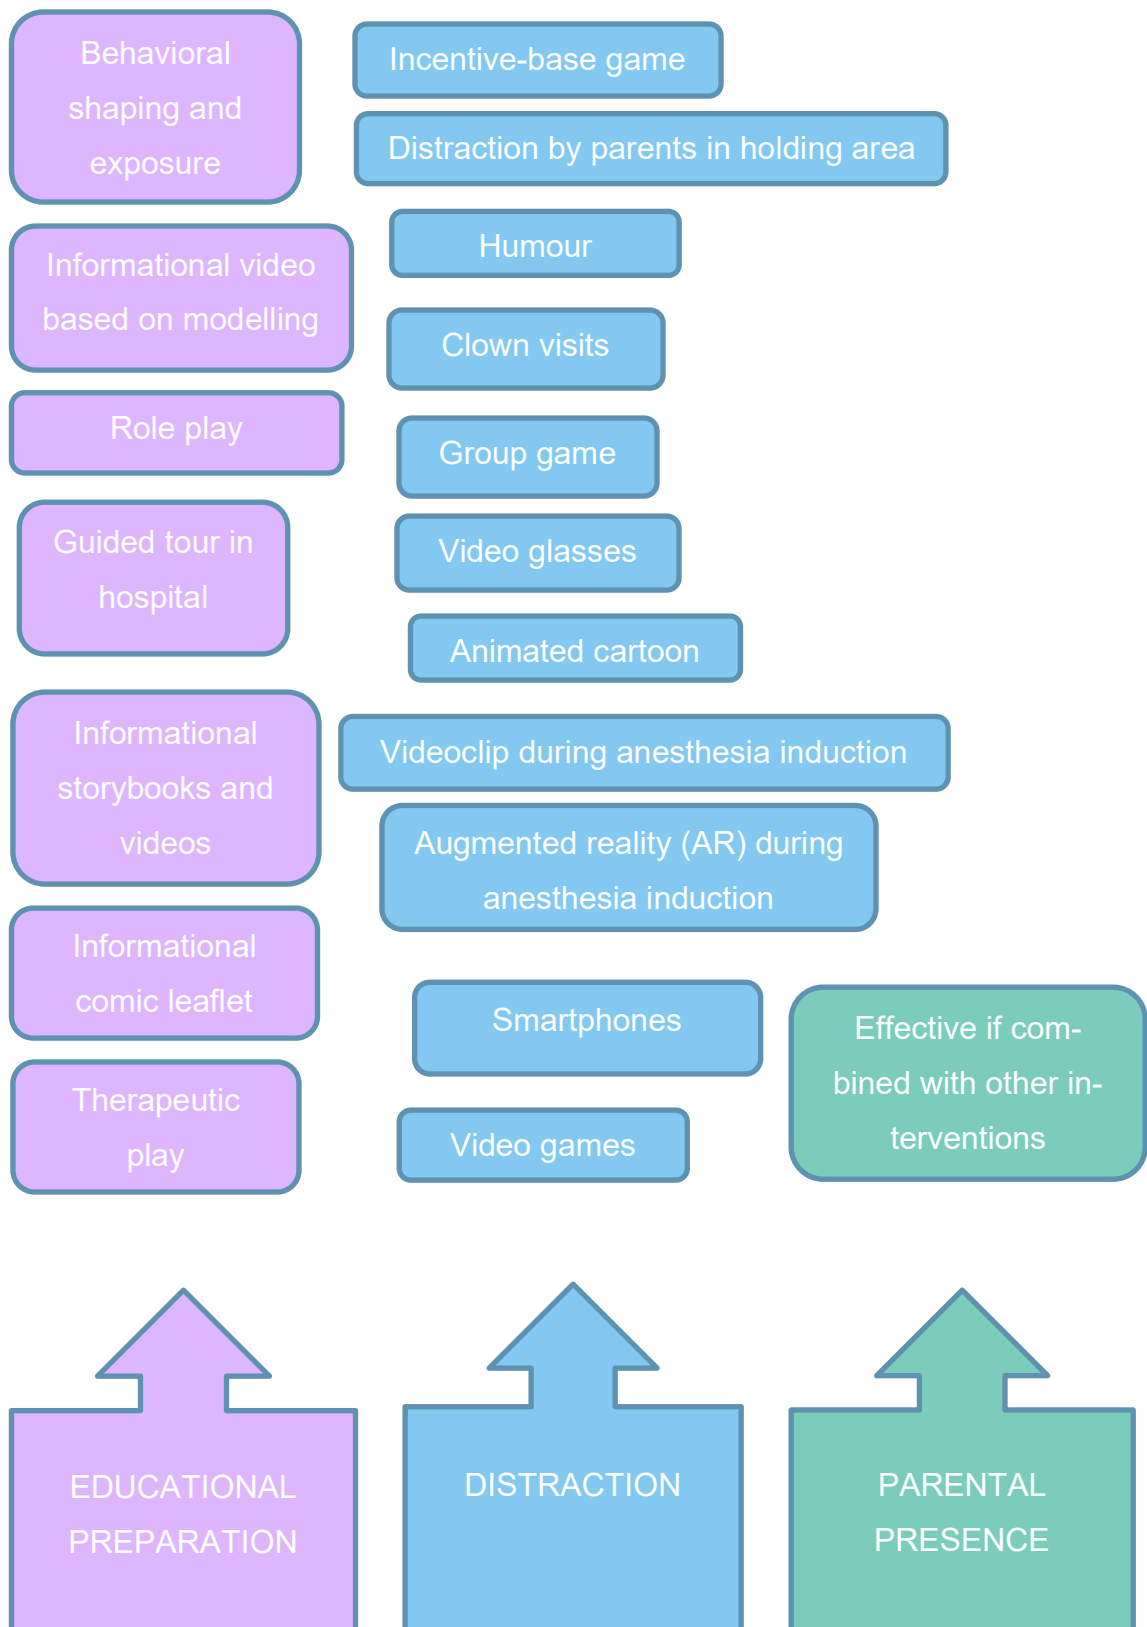 Behavioral
shaping and
exposure
Informational video
based on modelling
Role play
Guided tour in
hospital
Informational
storybooks and
videos
Informational
comic leaflet
Therapeutic
play
EDUCATIONAL
PREPARATION
Incentive-base game
Distraction by parents in holding area
Humour
Clown visits
Group game
Video glasses
Animated cartoon
Videoclip during anesthesia induction
Augmented reality (AR) during
anesthesia induction
Smartphones
Video games
DISTRACTION
Effective if com-
bined with other in-
terventions
PARENTAL
PRESENCE